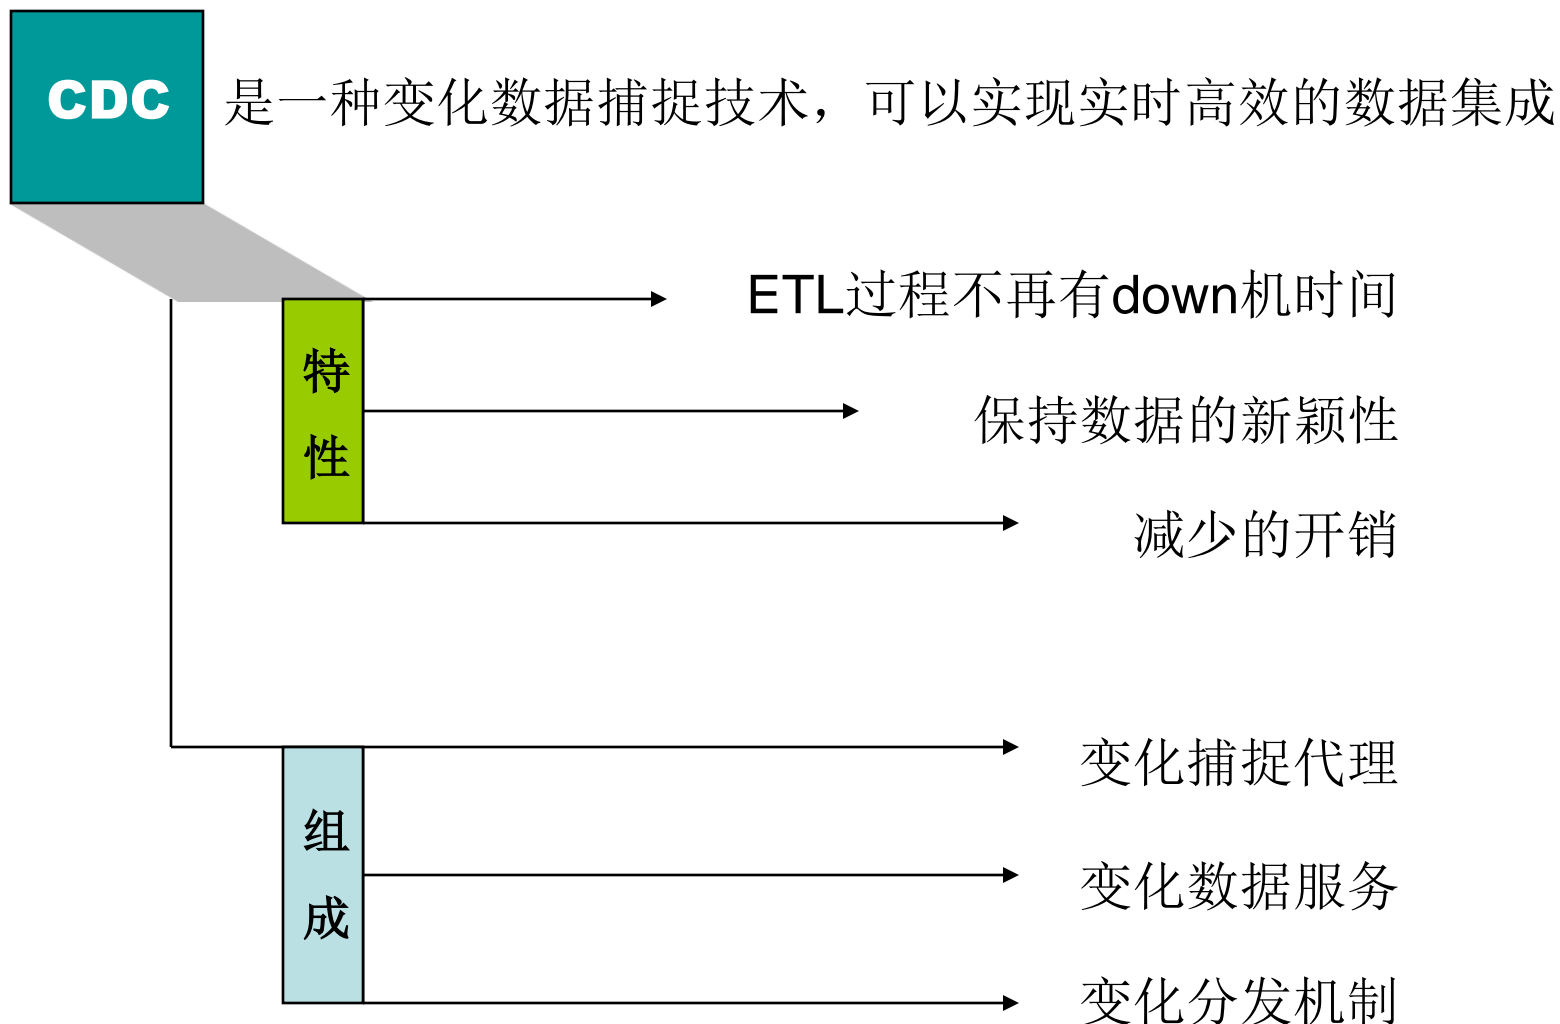 CDC 是一种变化数据捕捉技术，可以实现实时高效的数据集成
ETL过程不再有down机时间
特性
保持数据的新颖性
减少的开销
变化捕捉代理
组成
变化数据服务
变化分发机制